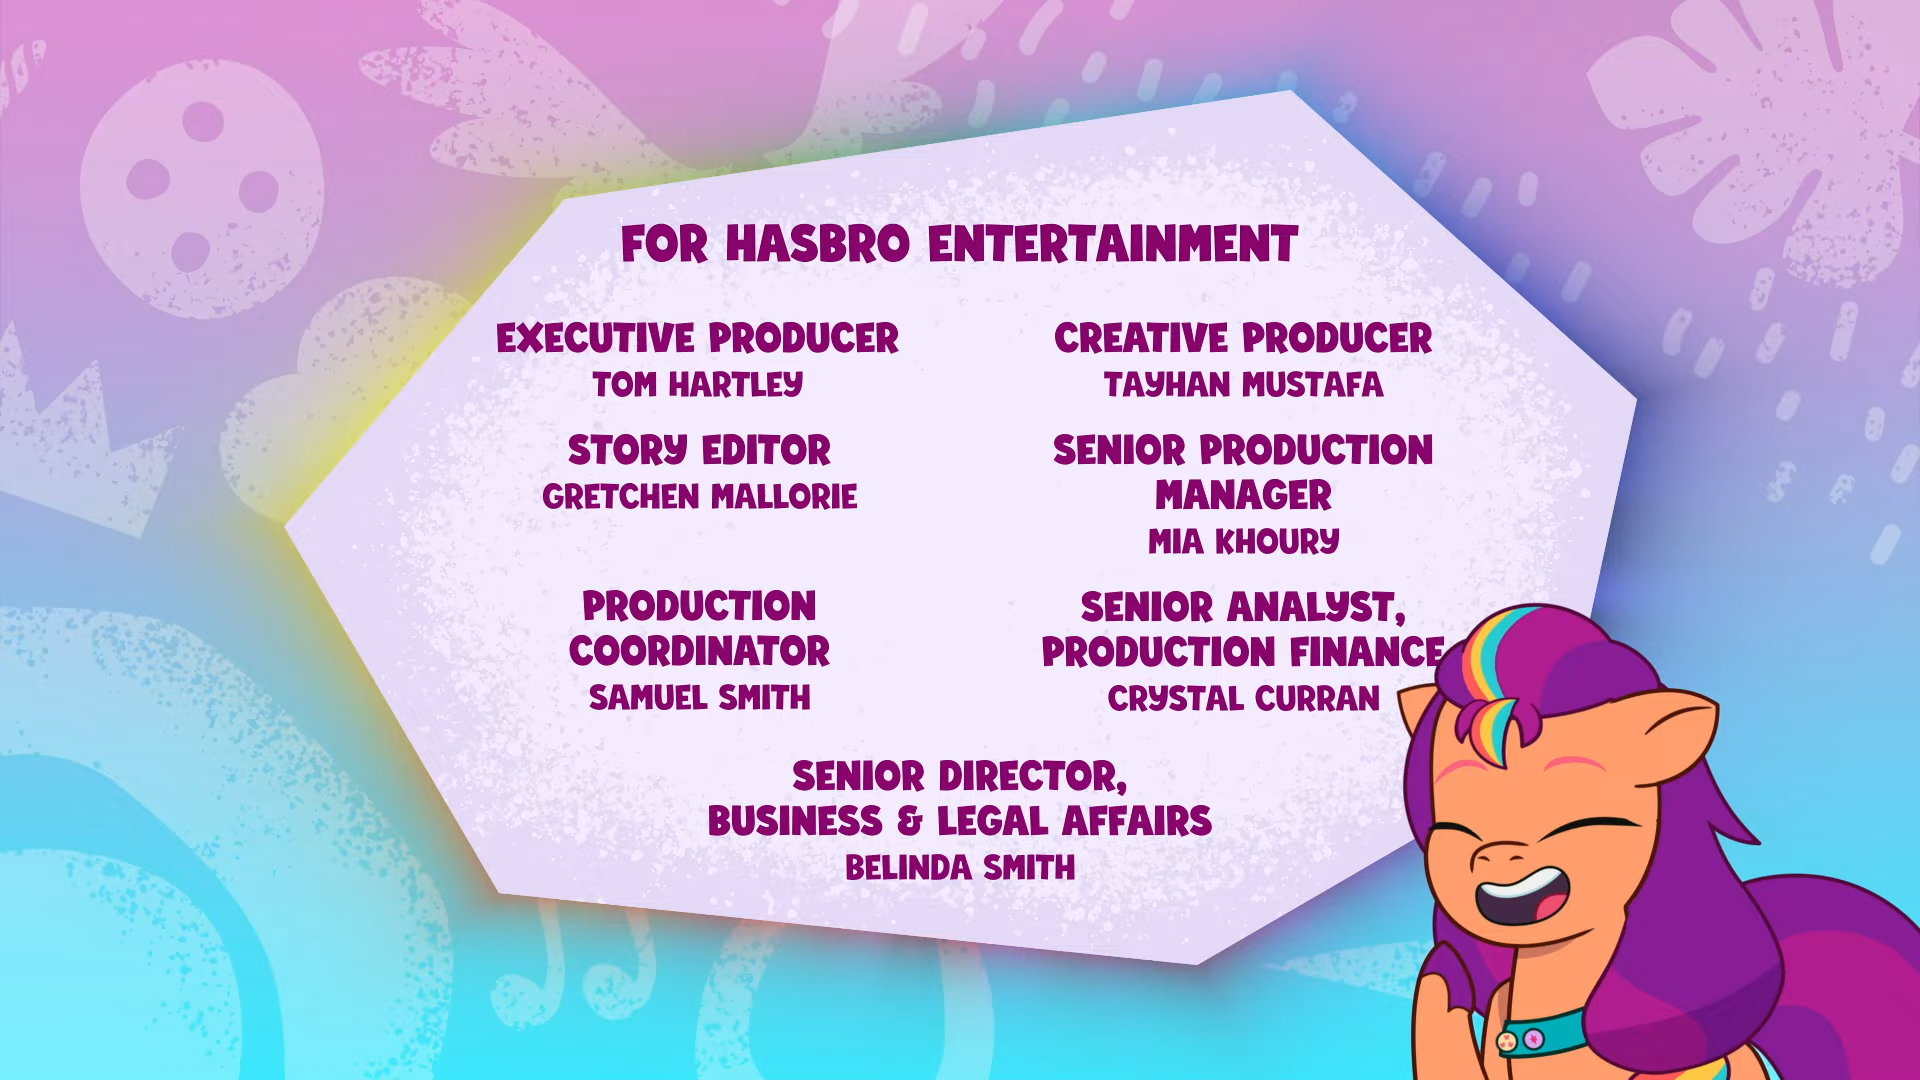 FOR HASBRO ENTERTAINMENT
EXECUTIVE PRODUCER
TOM HARTLEY
CREATIVE PRODUCER
TAYHAN MUSTAFA
STORY EDITOR
GRETCHEN MALLORIE
SENIOR PRODUCTION
MANAGER
MIA KHOURY
PRODUCTION
COORDINATOR
SAMUEL SMITH
SENIOR ANALYST,
PRODUCTION FINANCE
CRYSTAL CURRAN
SENIOR DIRECTOR,
BUSINESS & LEGAL AFFAIRS
BELINDA SMITH